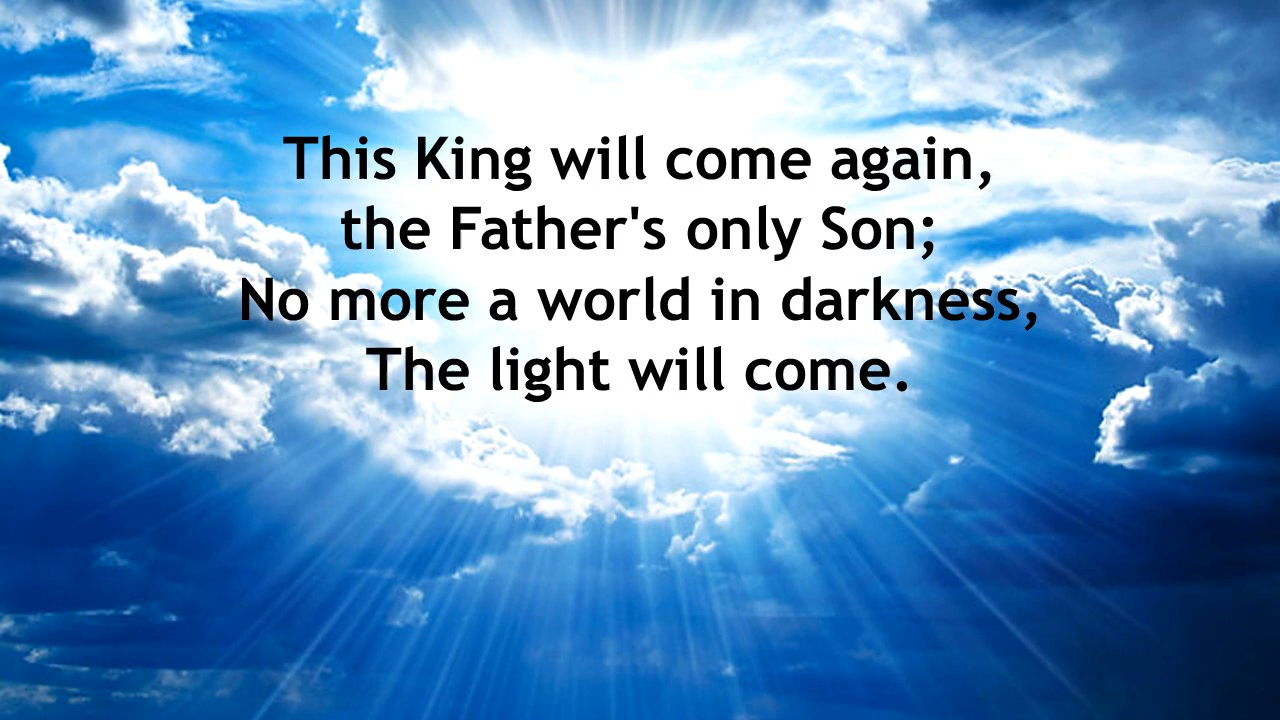 This King will come again,
the Father's only Son;
No more a world in darkness,
The light will come.